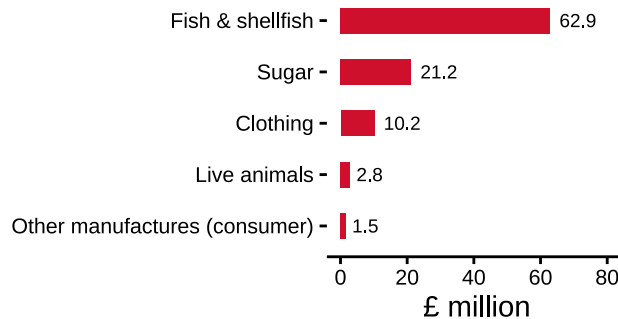 Fish & shellfish 62.9
Sugar 21.2
Clothing 10.2
Live animals 2.8
Other manufactures (consumer) 1.5
0 20 40 60 80
£ million